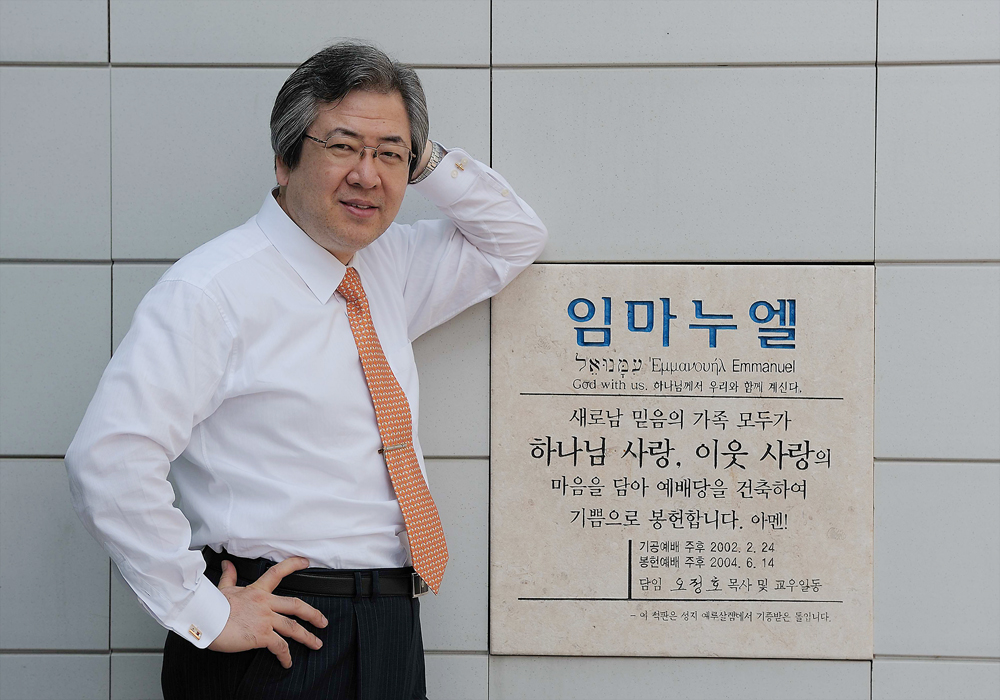 임마누엘
עִמָּנוּאֵל Ἐμμανουήλ Emmanuel
God with us. 하나님께서 우리와 함께 계신다.
새로남 믿음의 가족 모두가
하나님 사랑, 이웃 사랑의
마음을 담아 예배당을 건축하여
기쁨으로 봉헌합니다. 아멘!
기공예배 주후 2002. 2. 24
봉헌예배 주후 2004. 6. 14
담임 오정호 목사 및 교우일동
- 이 석판은 성지 예루살렘에서 기증받은 돌입니다.